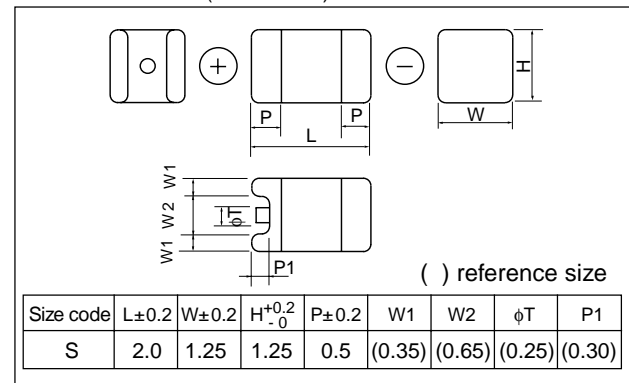 + −
H
P P
W
L
W1
W2
ϕT
W1
P1
( ) reference size
Size code L±0.2 W±0.2 H+0.2 - 0 P±0.2 W1 W2 ϕT P1
S 2.0 1.25 1.25 0.5 (0.35) (0.65) (0.25) (0.30)